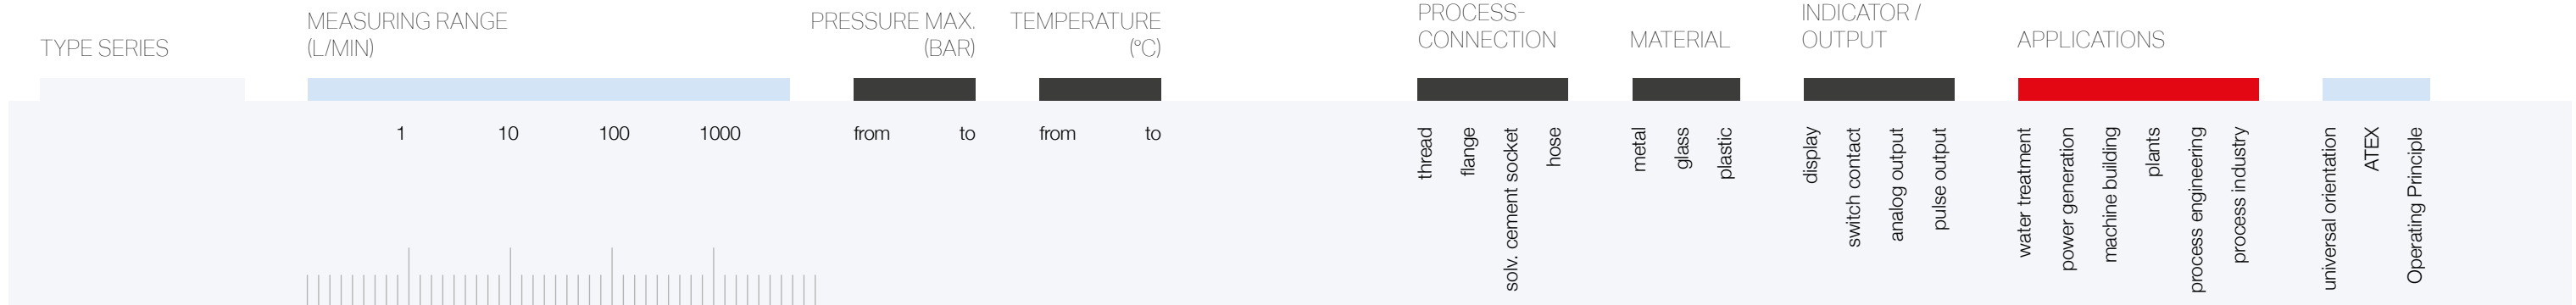 TYPE SERIES
MEASURING RANGE
(L/MIN)
PRESSURE MAX.
(BAR)
TEMPERATURE
(°C)
PROCESS-
CONNECTION
MATERIAL
INDICATOR /
OUTPUT
APPLICATIONS
1 10 100 1000
from to
from to
thread
flange
solv. cement socket
hose
metal
glass
plastic
display
switch contact
analog output
pulse output
water treatment
power generation
machine building
plants
process engineering
process industry
universal orientation
ATEX
Operating Principle